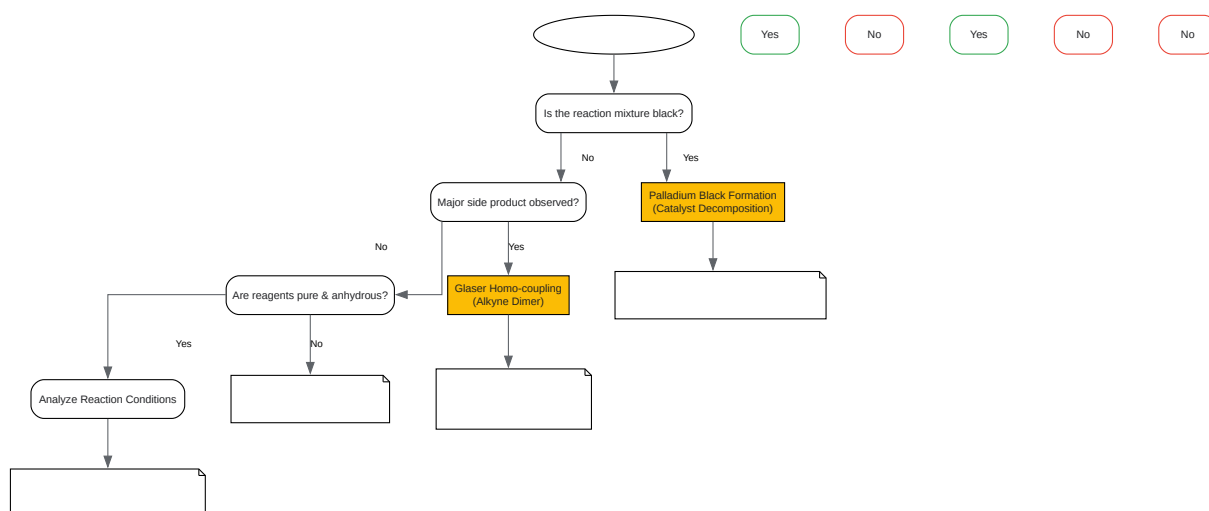 Yes
No
Yes
No
No
Is the reaction mixture black?
No
Yes
Major side product observed?
Palladium Black Formation
(Catalyst Decomposition)
No
Yes
Are reagents pure & anhydrous?
Glaser Homo-coupling
(Alkyne Dimer)
Yes
No
Analyze Reaction Conditions